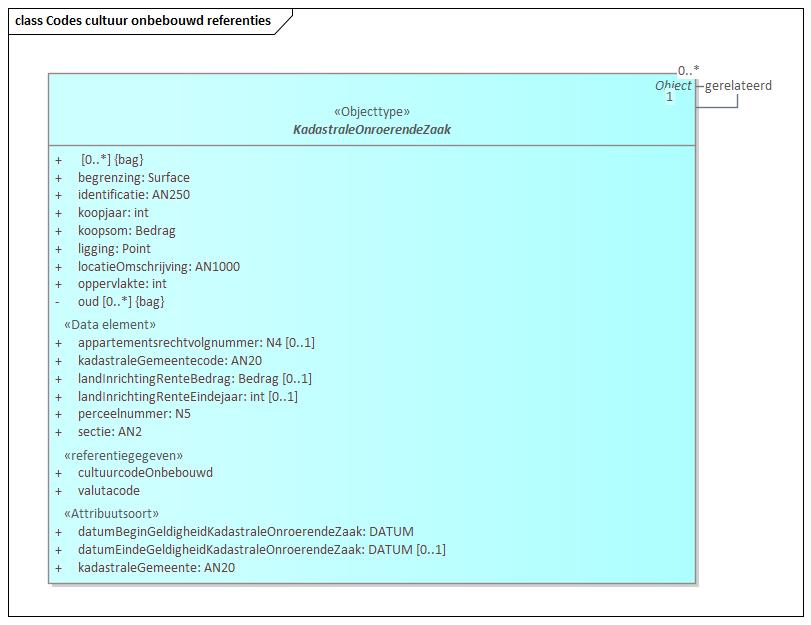 class Codes cultuur onbebouwd referenties
0..*
Object
gerelateerd
1
«Objecttype»
KadastraleOnroerendeZaak
+ [0..*] {bag}
+ begrenzing: Surface
+ identificatie: AN250
+ koopjaar: int
+ koopsom: Bedrag
+ ligging: Point
+ locatieOmschrijving: AN1000
+ oppervlakte: int
- oud [0..*] {bag}
«Data element»
+ appartementsrechtvolgnummer: N4 [0..1]
+ kadastraleGemeentecode: AN20
+ landInrichtingRenteBedrag: Bedrag [0..1]
+ landInrichtingRenteEindejaar: int [0..1]
+ perceelnummer: N5
+ sectie: AN2
«referentiegegeven»
+ cultuurcodeOnbebouwd
+ valutacode
«Attribuutsoort»
+ datumBeginGeldigheidKadastraleOnroerendeZaak: DATUM
+ datumEindeGeldigheidKadastraleOnroerendeZaak: DATUM [0..1]
+ kadastraleGemeente: AN20